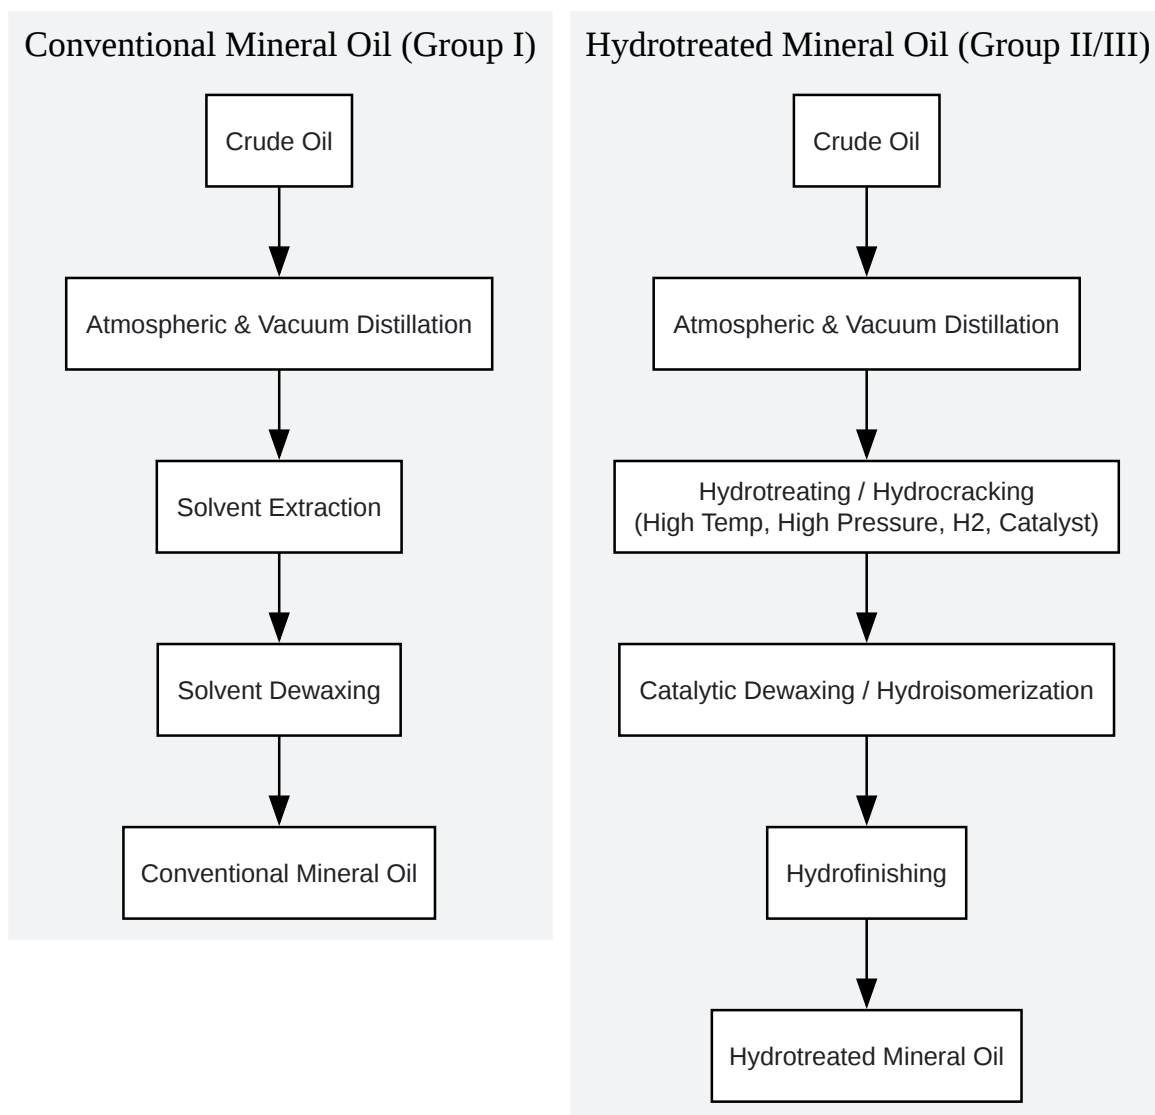 Conventional Mineral Oil (Group I)
Crude Oil
Atmospheric & Vacuum Distillation
Solvent Extraction
Solvent Dewaxing
Conventional Mineral Oil
Hydrotreated Mineral Oil (Group II/III)
Crude Oil
Atmospheric & Vacuum Distillation
Hydrotreating / Hydrocracking
(High Temp, High Pressure, H2, Catalyst)
Catalytic Dewaxing / Hydroisomerization
Hydrofinishing
Hydrotreated Mineral Oil